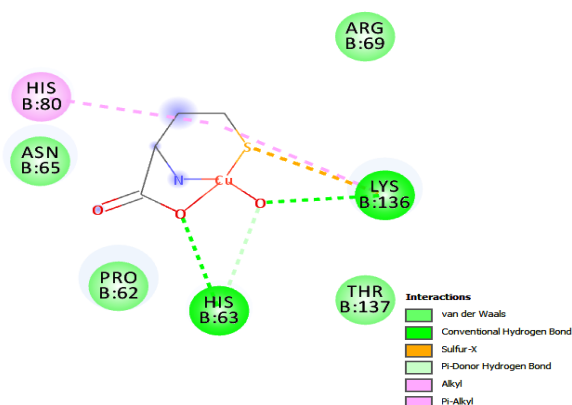 ARG
B:69
HIS
B:80
ASN
B:65
S
N
Cu
O
O
O
LYS
B:136
PRO
B:62
HIS
B:63
THR
B:137
Interactions
van der Waals
Conventional Hydrogen Bond
Sulfur-X
Pi-Donor Hydrogen Bond
Alkyl
Pi-Alkyl